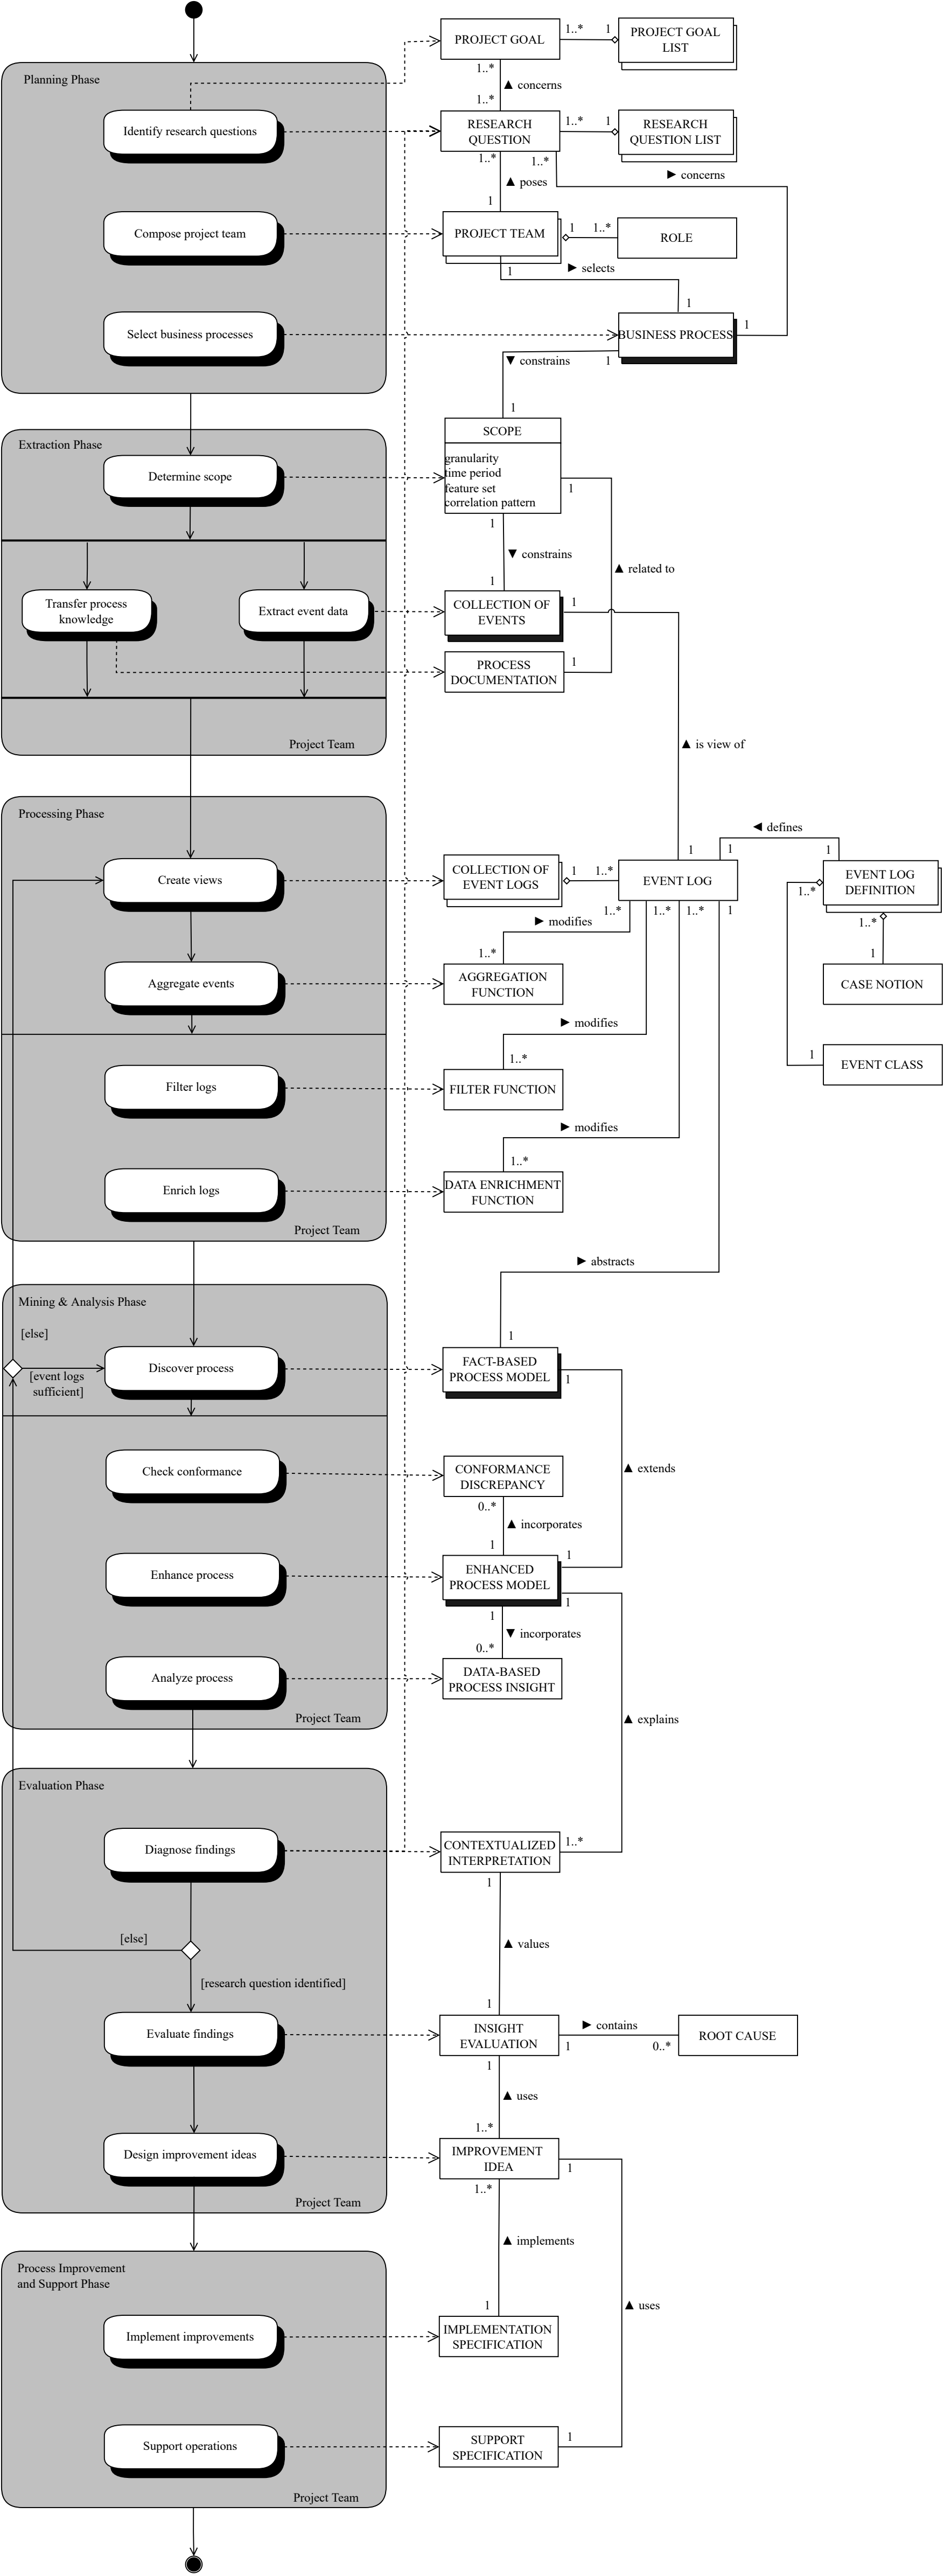 PROJECT GOAL
1..*
1
PROJECT GOAL
LIST
Planning Phase
1..*
▲ concerns
1..*
Identify research questions
RESEARCH
QUESTION
1..*
1
RESEARCH
QUESTION LIST
1..*
1..*
▲ poses
► concerns
1
Compose project team
PROJECT TEAM
1
1..*
ROLE
1
► selects
1
Select business processes
BUSINESS PROCESS
1
▼ constrains
1
1
Extraction Phase
SCOPE
granularity
time period
feature set
correlation pattern
Determine scope
1
1
▼ constrains
▲ related to
1
Transfer process
knowledge
Extract event data
COLLECTION OF
EVENTS
1
PROCESS
DOCUMENTATION
1
Project Team
▲ is view of
Processing Phase
◄ defines
1
1
1
Create views
COLLECTION OF
EVENT LOGS
1
1..*
EVENT LOG
EVENT LOG
DEFINITION
1..*
1..*
1..*
1..*
1
1..*
► modifies
1..*
1
Aggregate events
AGGREGATION
FUNCTION
CASE NOTION
► modifies
1..*
1
EVENT CLASS
Filter logs
FILTER FUNCTION
► modifies
1..*
Enrich logs
DATA ENRICHMENT
FUNCTION
Project Team
► abstracts
Mining & Analysis Phase
[else]
1
Discover process
[event logs
sufficient]
FACT-BASED
PROCESS MODEL
1
Check conformance
CONFORMANCE
DISCREPANCY
▲ extends
0..*
▲ incorporates
1
1
Enhance process
ENHANCED
PROCESS MODEL
1
1
▼ incorporates
0..*
Analyze process
DATA-BASED
PROCESS INSIGHT
Project Team
▲ explains
Evaluation Phase
Diagnose findings
CONTEXTUALIZED
INTERPRETATION
1..*
1
[else]
▲ values
[research question identified]
1
Evaluate findings
INSIGHT
EVALUATION
► contains
1
0..*
ROOT CAUSE
1
▲ uses
1..*
Design improvement ideas
IMPROVEMENT
IDEA
1
1..*
Project Team
▲ implements
Process Improvement
and Support Phase
▲ uses
1
Implement improvements
IMPLEMENTATION
SPECIFICATION
Support operations
SUPPORT
SPECIFICATION
1
Project Team